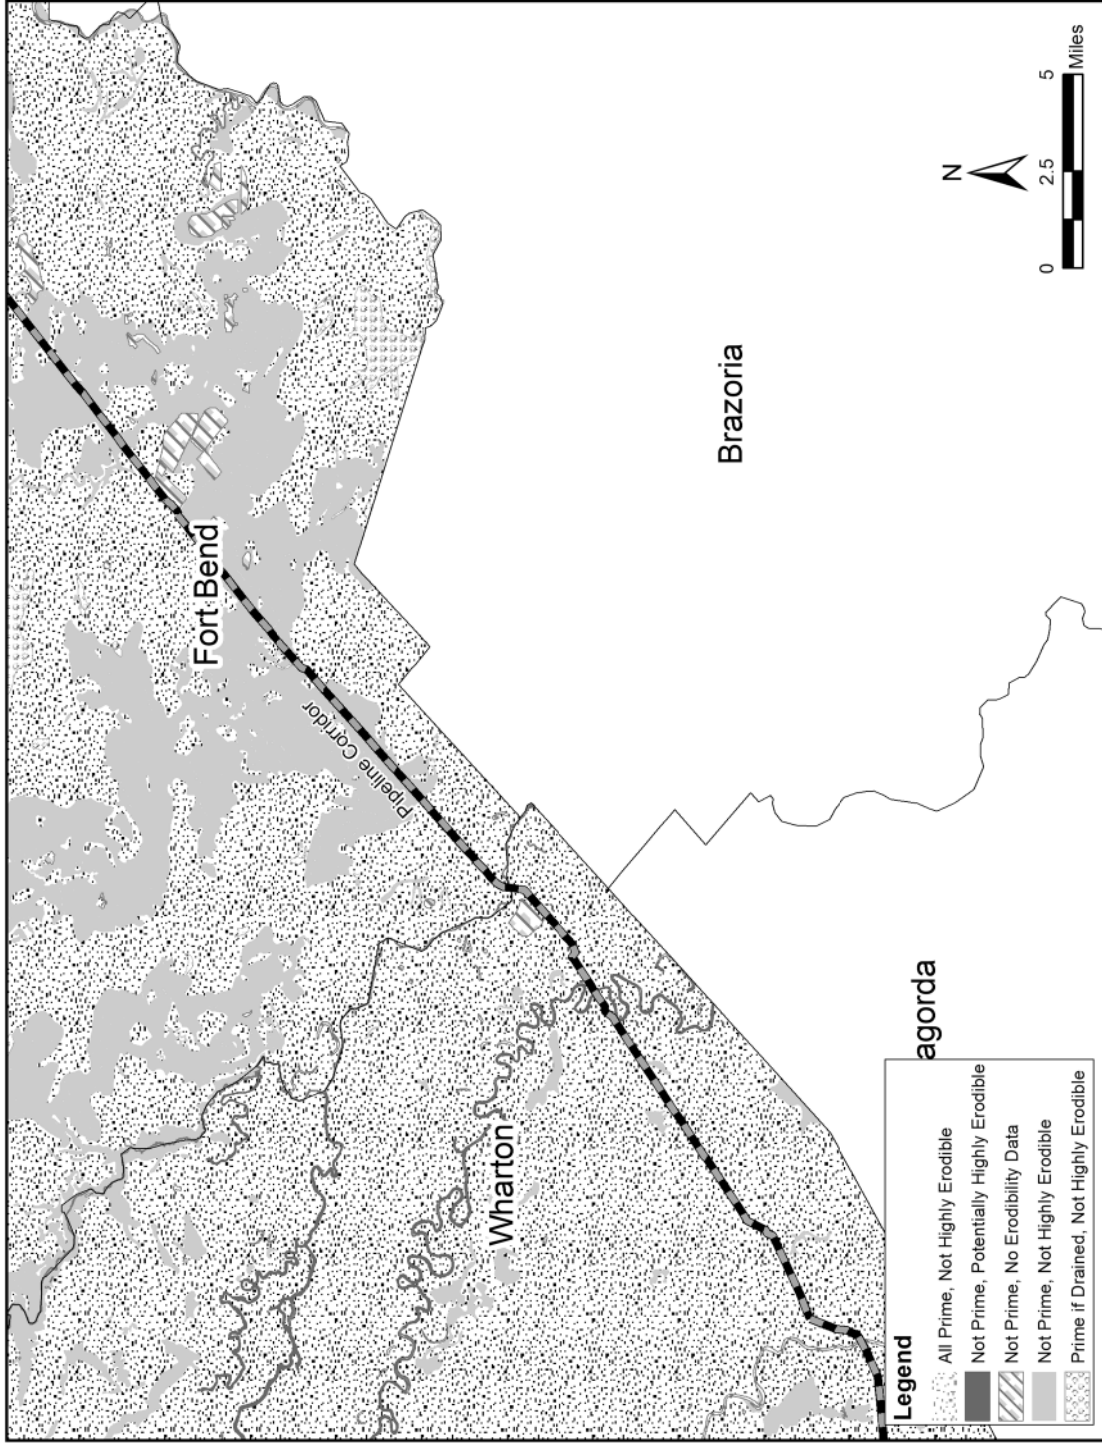 Fort Bend
Pipeline Corridor
Brazoria
Wharton
agorda
N
0 2.5 5
Miles
Legend
All Prime, Not Highly Erodible
Not Prime, Potentially Highly Erodible
Not Prime, No Erodibility Data
Not Prime, Not Highly Erodible
Prime if Drained, Not Highly Erodible